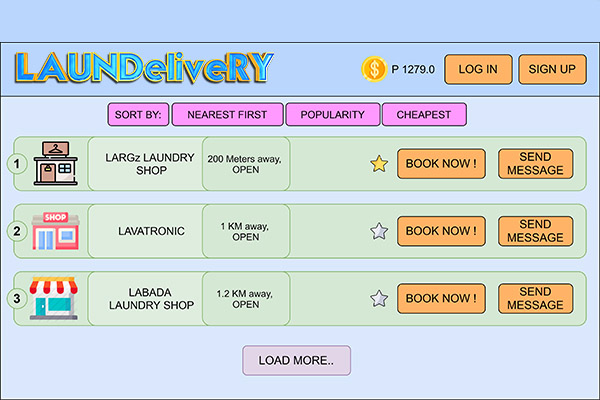 LAUNDeliveRY
P 1279.0
LOG IN
SIGN UP
SORT BY:
NEAREST FIRST
POPULARITY
CHEAPEST
1
LARGz LAUNDRY
SHOP
200 Meters away,
OPEN
BOOK NOW !
SEND
MESSAGE
2
SHOP
LAVATRONIC
1 KM away,
OPEN
BOOK NOW !
SEND
MESSAGE
3
LABADA
LAUNDRY SHOP
1.2 KM away,
OPEN
BOOK NOW !
SEND
MESSAGE
LOAD MORE..